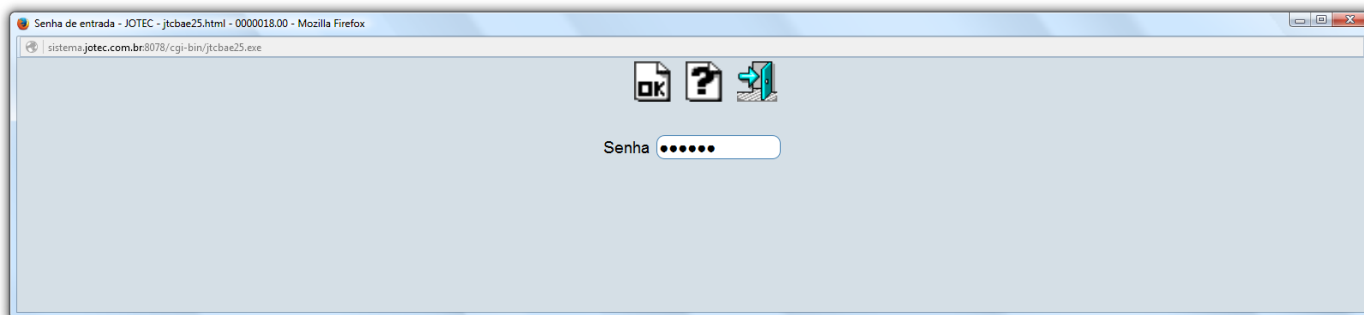 Senha de entrada - JOTEC - jtcbae25.html - 0000018.00 - Mozilla Firefox
sistema.jotec.com.br:8078/cgi-bin/jtcbae25.exe
OK ?
Senha ••••••